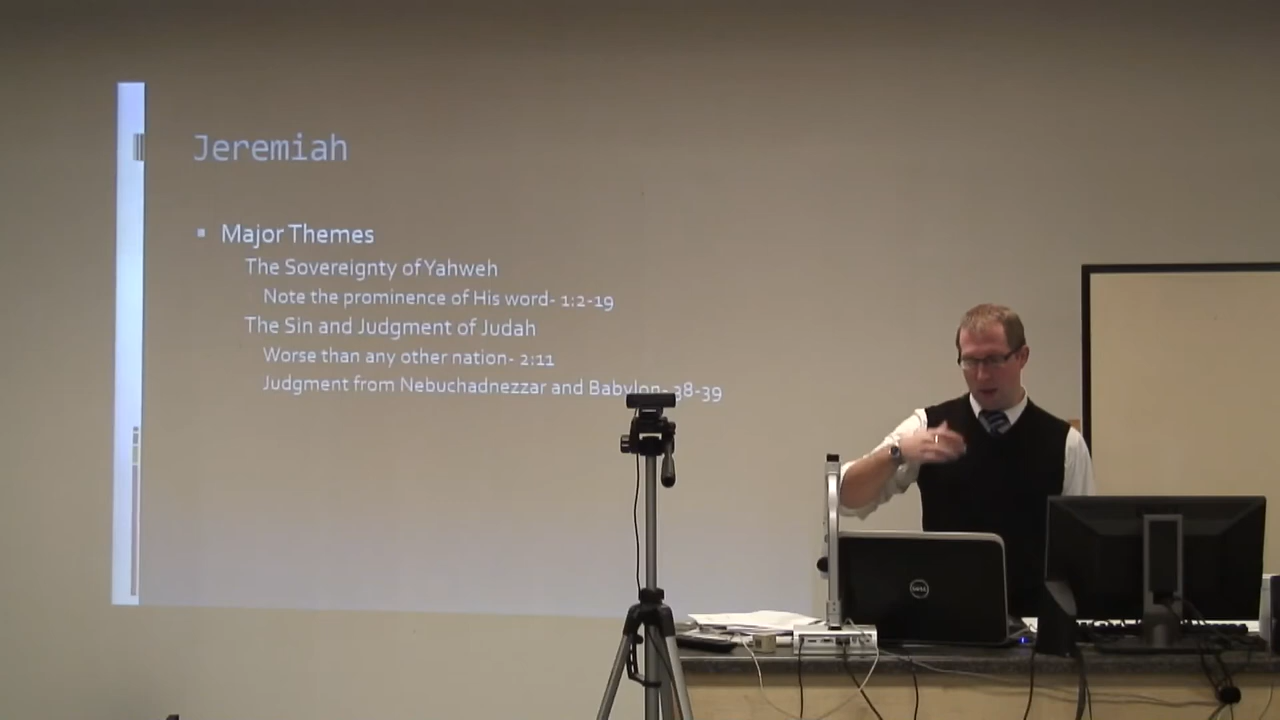 Jeremiah
▪ Major Themes
The Sovereignty of Yahweh
Note the prominence of His word- 1:2-19
The Sin and Judgment of Judah
Worse than any other nation- 2:11
Judgment from Nebuchadnezzar and Babylon- 38-39
DELL